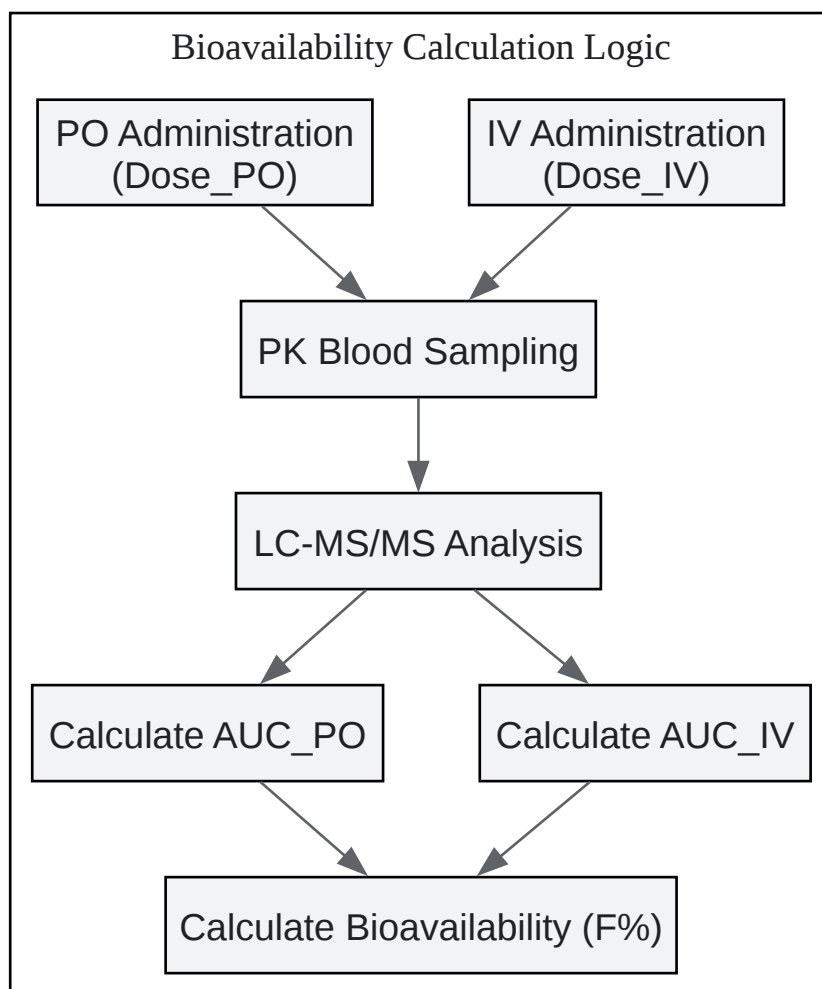 Bioavailability Calculation Logic
PO Administration
(Dose_PO)
IV Administration
(Dose_IV)
PK Blood Sampling
LC-MS/MS Analysis
Calculate AUC_PO
Calculate AUC_IV
Calculate Bioavailability (F%)